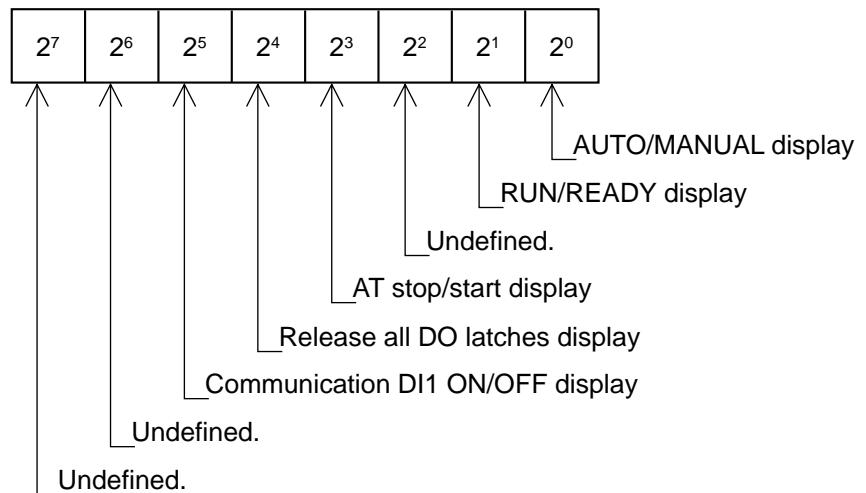 2⁷ 2⁶ 2⁵ 2⁴ 2³ 2² 2¹ 2⁰
AUTO/MANUAL display
RUN/READY display
Undefined.
AT stop/start display
Release all DO latches display
Communication DI1 ON/OFF display
Undefined.
Undefined.